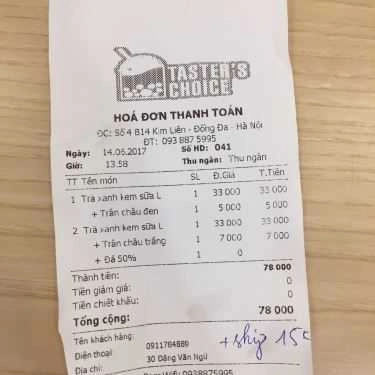 TASTER'S
CHOICE
HOÁ ĐƠN THANH TOÁN
ĐC: Số 4 B14 Kim Liên - Đống Đa - Hà Nội
ĐT: 093 887 5995
Ngày: 14.06.2017 Số HD: 041
Giờ: 13.58 Thu ngân: Thu ngân
TT Tên món SL Đ.Giá T.Tiền
1 Trà xanh kem sữa L 1 33 000 33 000
+ Trân châu đen 1 5 000 5 000
2 Trà xanh kem sữa L 1 33 000 33 000
+ Trân châu trắng 1 7 000 7 000
+ Đá 50% 1 0 0
Thành tiền: 78 000
Tiền giảm giá: 0
Tiền chiết khấu: 0
Tổng cộng: 78 000
Tên khách hàng: + ship 15k
Điện thoại 0911764889
Địa chỉ: 30 Đặng Văn Ngữ